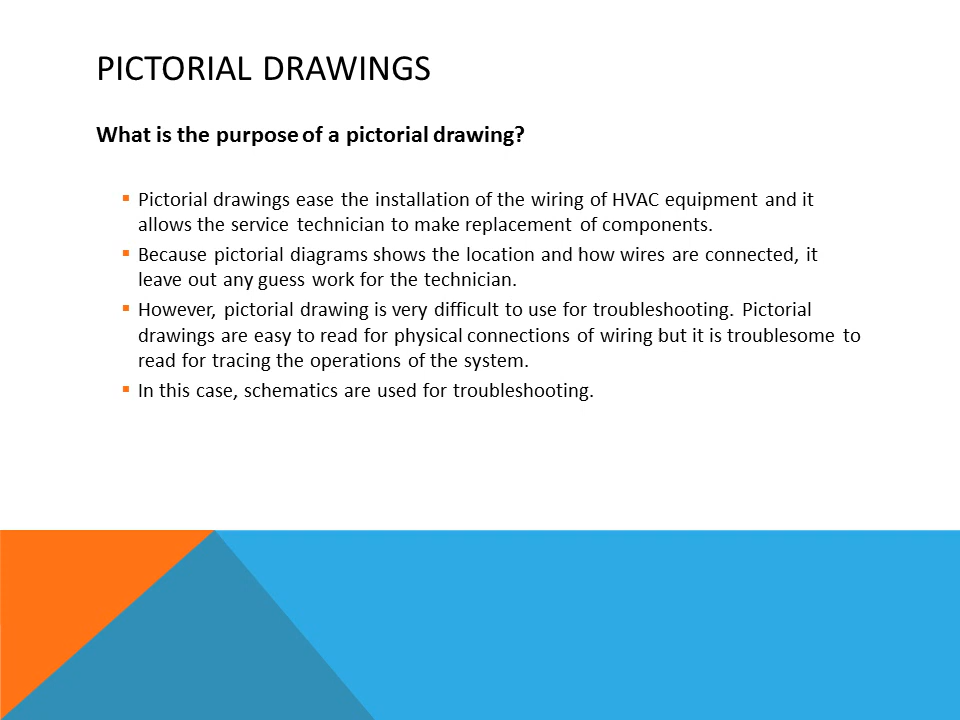 PICTORIAL DRAWINGS
What is the purpose of a pictorial drawing?
Pictorial drawings ease the installation of the wiring of HVAC equipment and it
allows the service technician to make replacement of components.
Because pictorial diagrams shows the location and how wires are connected, it
leave out any guess work for the technician.
However, pictorial drawing is very difficult to use for troubleshooting. Pictorial
drawings are easy to read for physical connections of wiring but it is troublesome to
read for tracing the operations of the system.
In this case, schematics are used for troubleshooting.